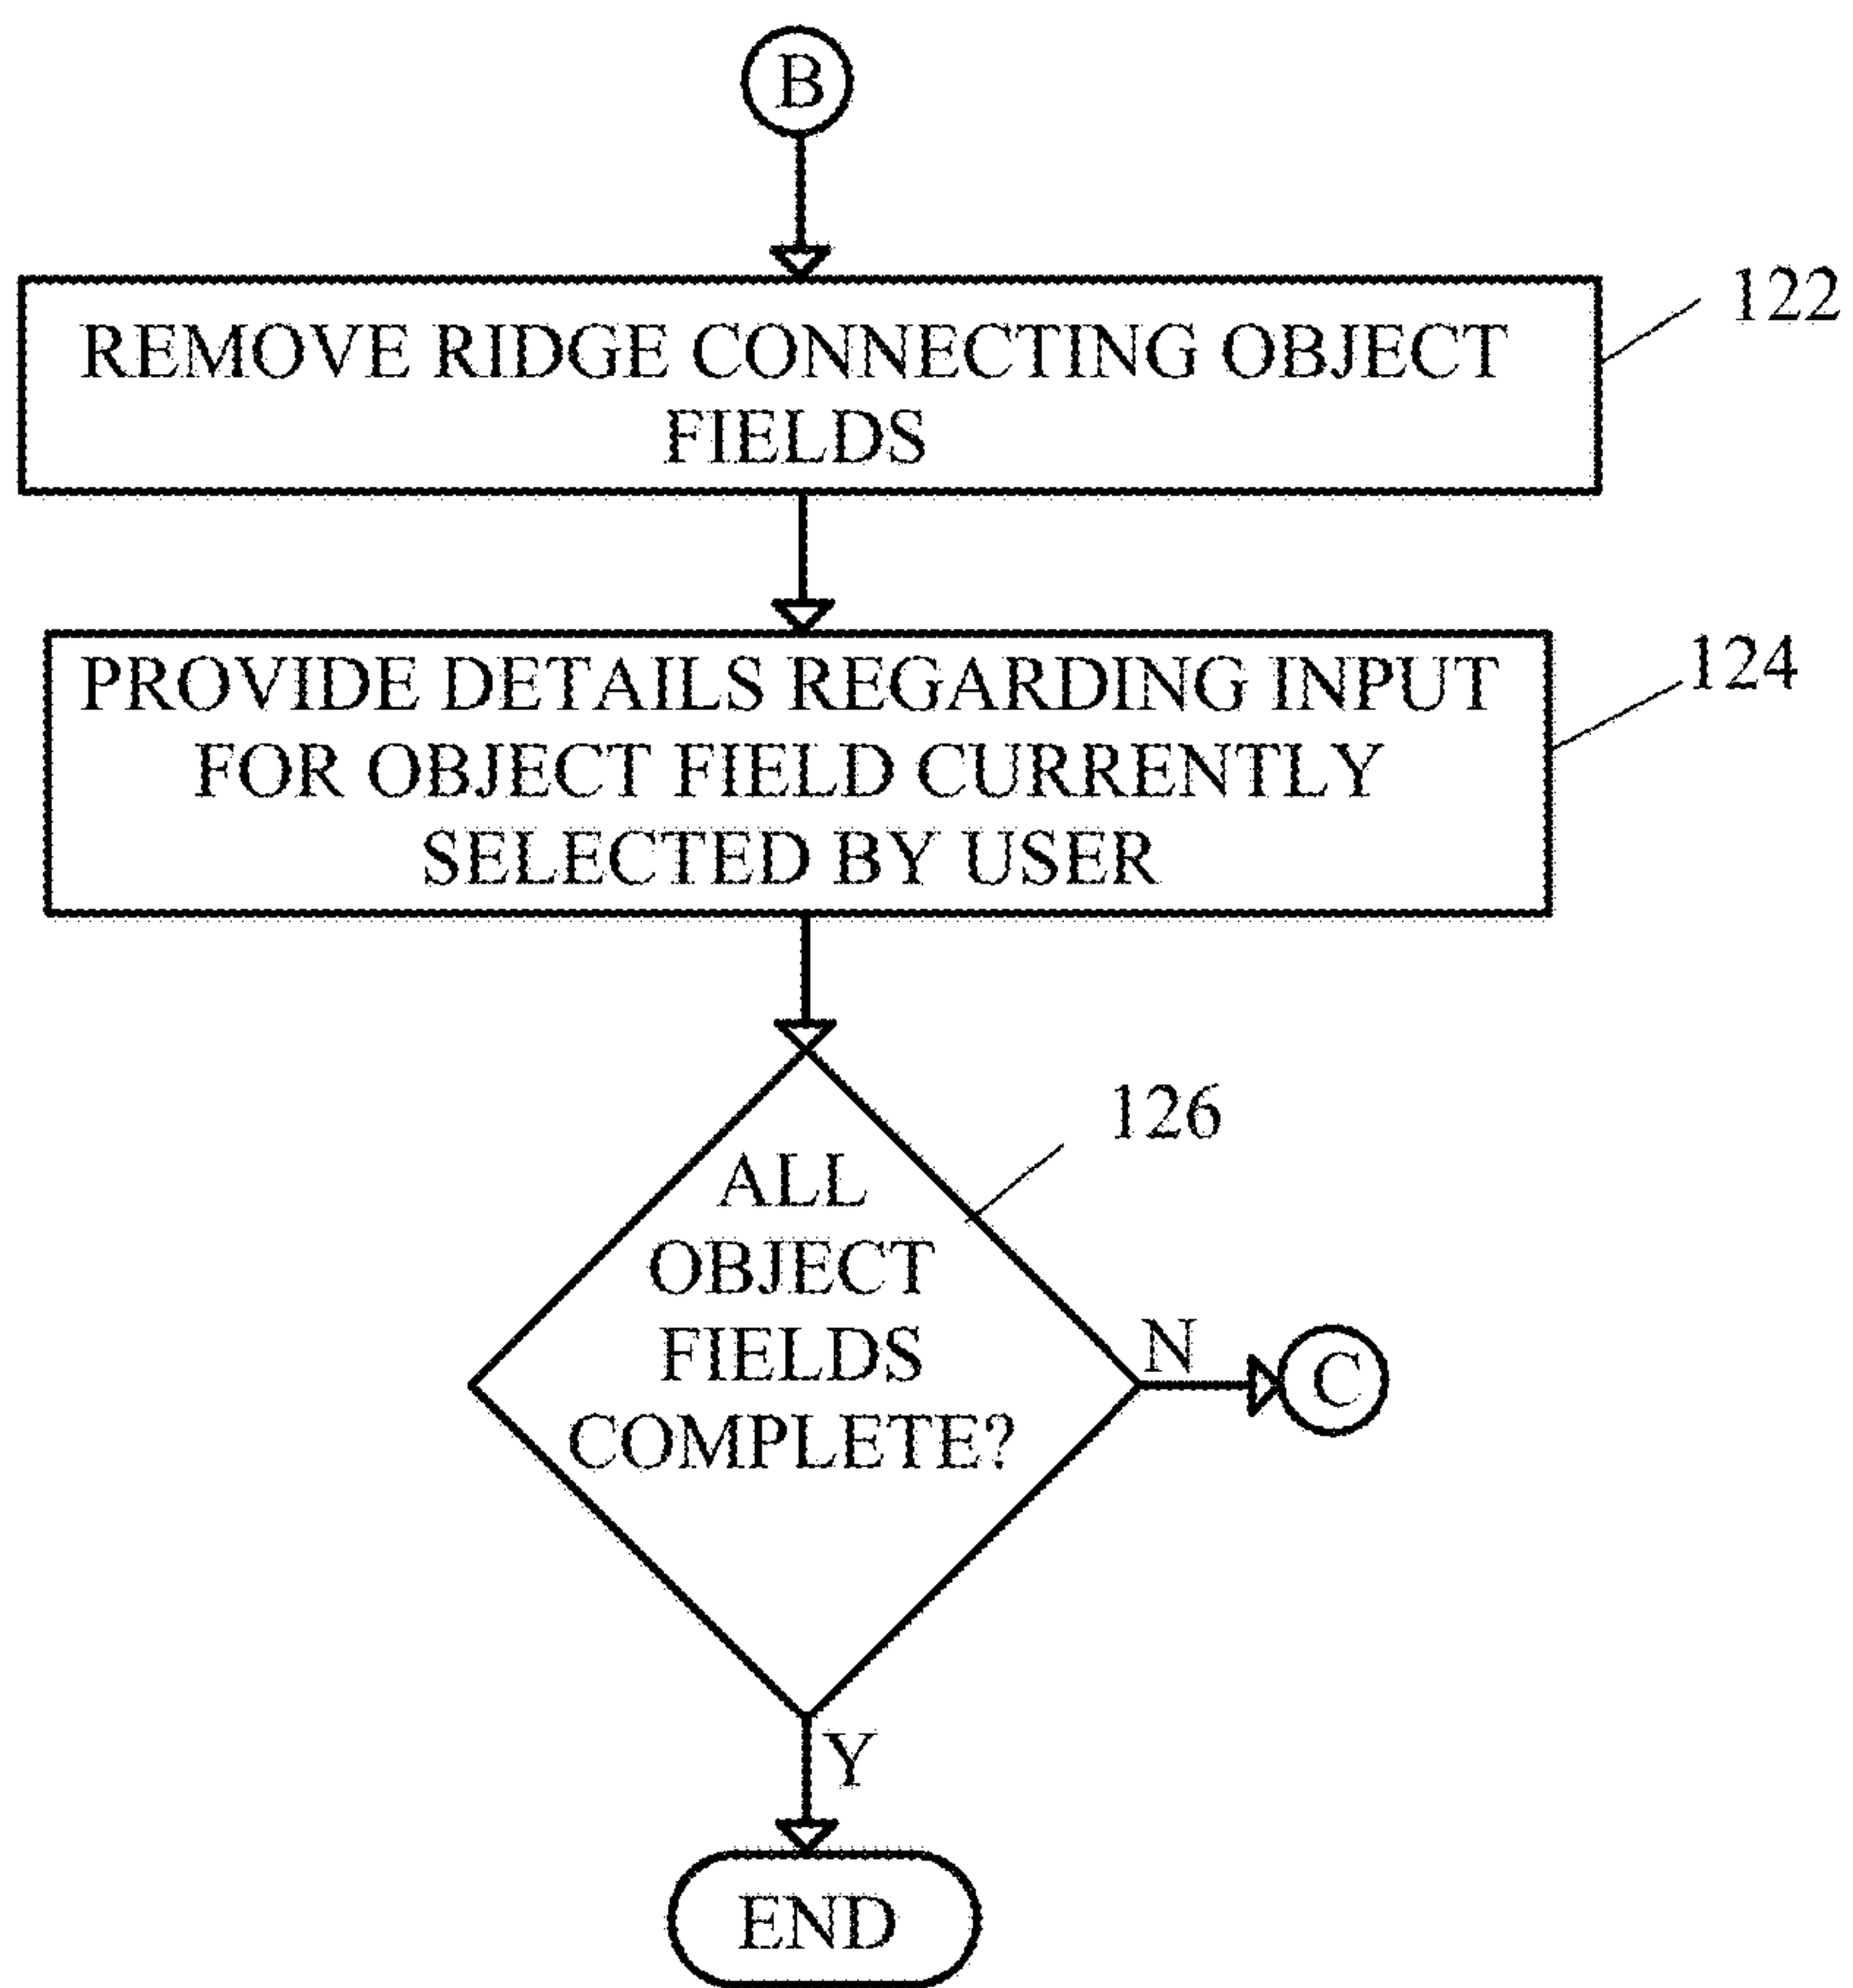 B
REMOVE RIDGE CONNECTING OBJECT
FIELDS
122
PROVIDE DETAILS REGARDING INPUT
FOR OBJECT FIELD CURRENTLY
SELECTED BY USER
124
126
ALL
OBJECT
FIELDS
COMPLETE?
N
C
Y
END